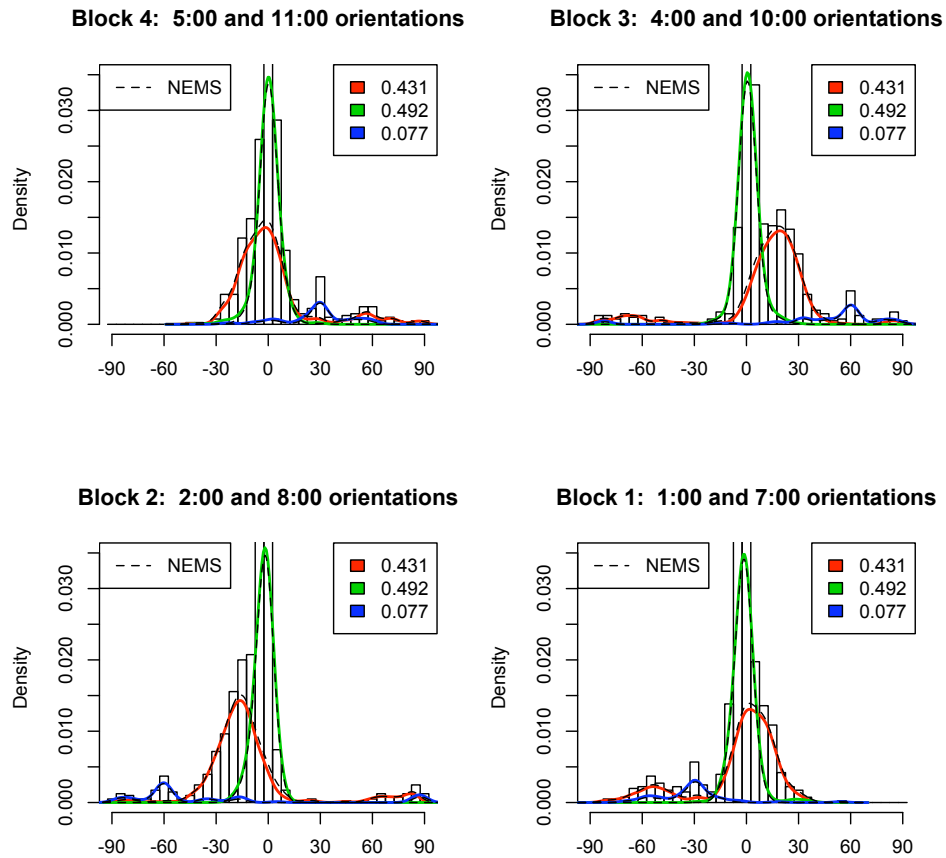 Block 4: 5:00 and 11:00 orientations
NEMS
0.431
0.492
0.077
Density
0.000 0.010 0.020 0.030
-90 -60 -30 0 30 60 90
Block 3: 4:00 and 10:00 orientations
NEMS
0.431
0.492
0.077
Density
0.000 0.010 0.020 0.030
-90 -60 -30 0 30 60 90
Block 2: 2:00 and 8:00 orientations
NEMS
0.431
0.492
0.077
Density
0.000 0.010 0.020 0.030
-90 -60 -30 0 30 60 90
Block 1: 1:00 and 7:00 orientations
NEMS
0.431
0.492
0.077
Density
0.000 0.010 0.020 0.030
-90 -60 -30 0 30 60 90